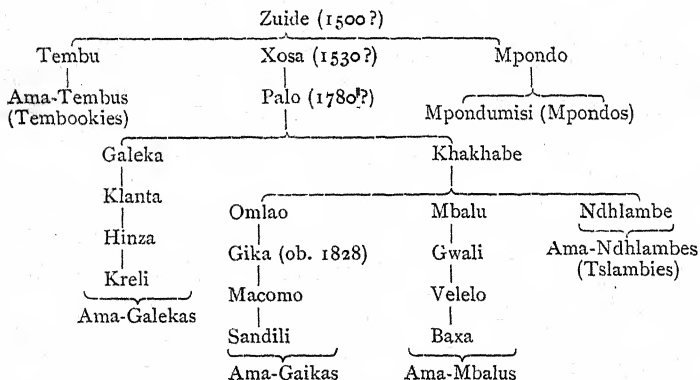 Zuide (1500?)
Tembu Xosa (1530?) Mpondo
Ama-Tembus Palo (1780?) Mpondumisi (Mpondos)
(Tembookies)
Galeka Khakhabe
Klanta Omlao Mbalu Ndhlambe
Hinza Gika (ob. 1828) Gwali Ama-Ndhlambes
(Tslambies)
Kreli Macomo Velelo
Ama-Galekas Sandili Baxa
Ama-Gaikas Ama-Mbalus